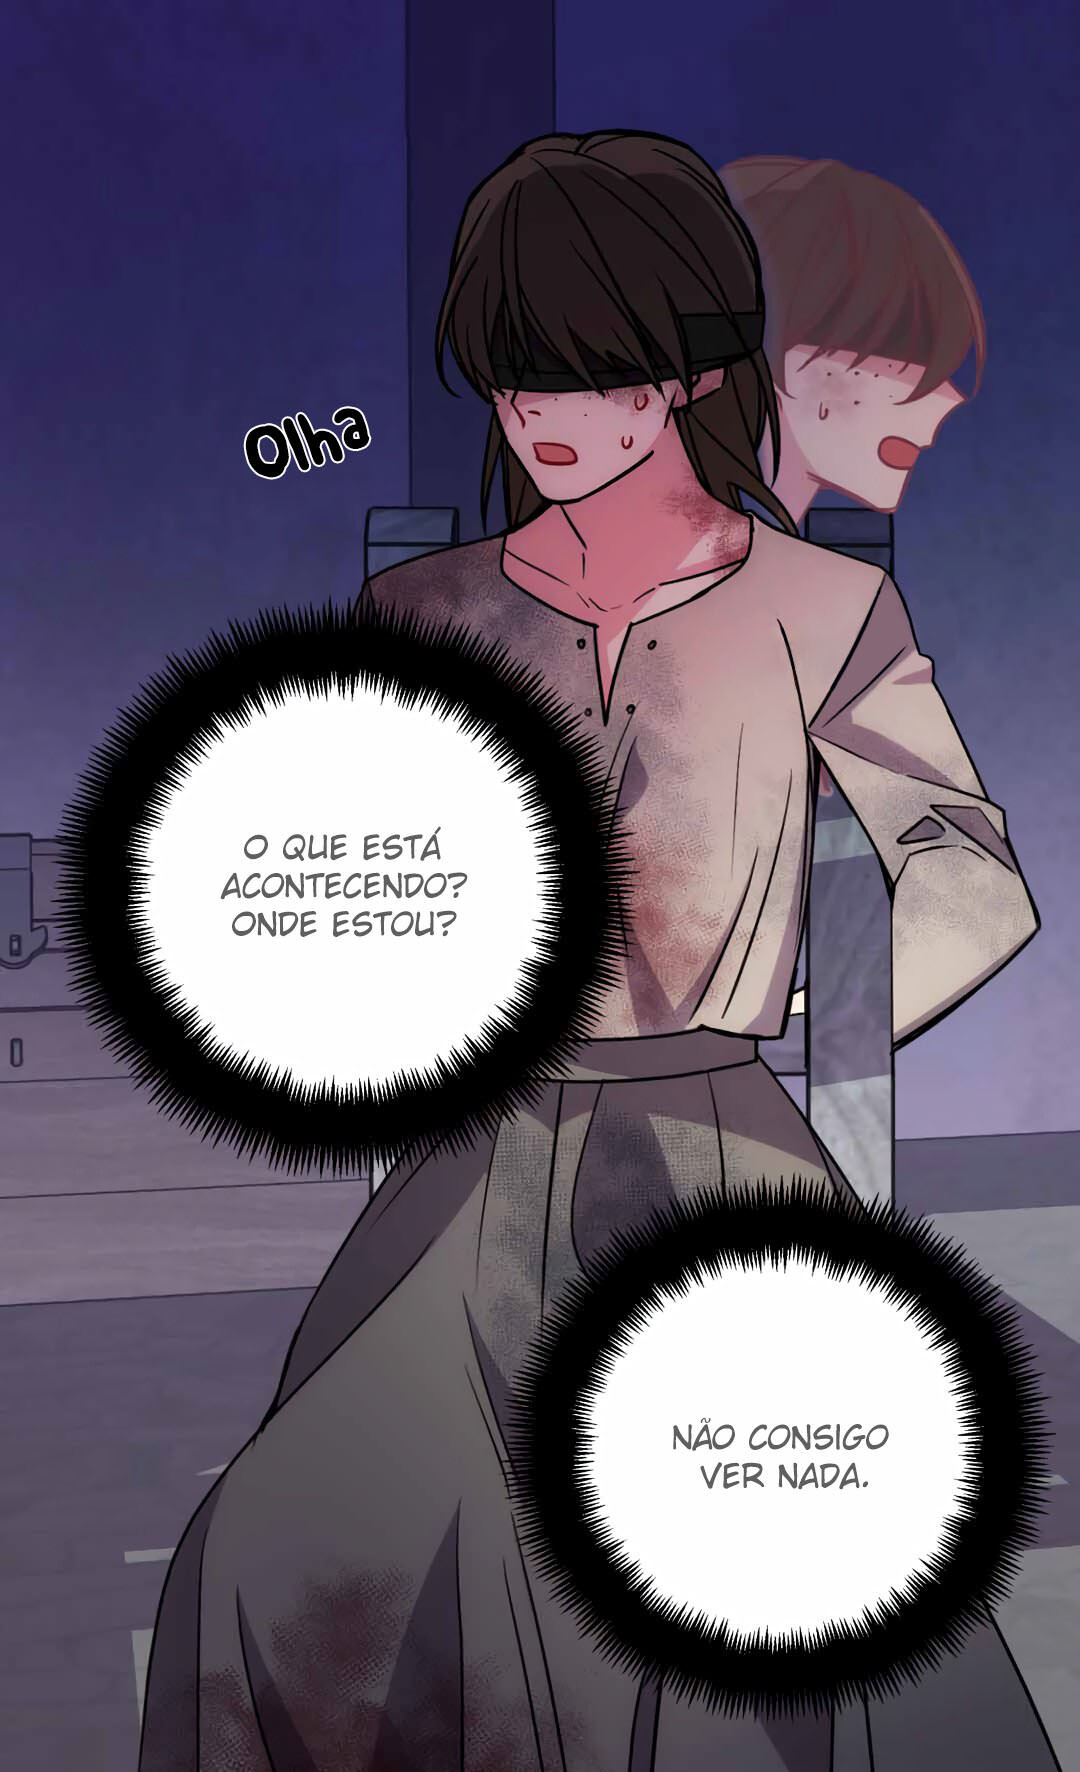 Olha
O QUE ESTÁ
ACONTECENDO?
ONDE ESTOU?
NÃO CONSIGO
VER NADA.